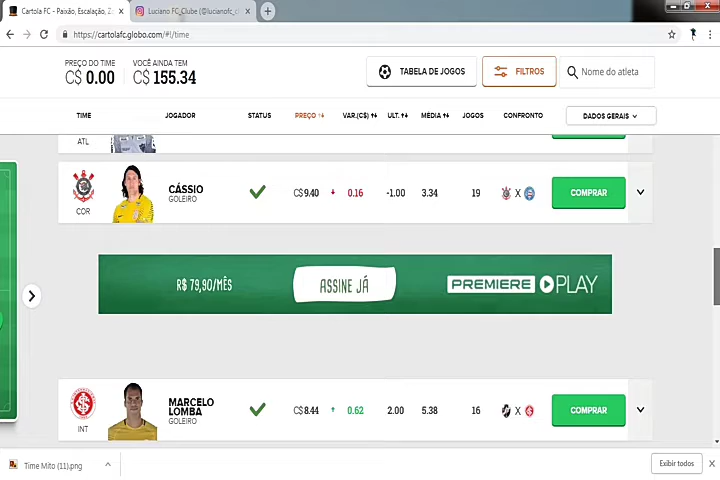 Cartola FC - Paixão, Escalação, Z
Luciano FC_Clube (@lucianofc_c
https://cartolafc.globo.com/#!/time
PREÇO DO TIME
C$ 0.00
VOCÊ AINDA TEM
C$ 155.34
TABELA DE JOGOS
FILTROS
Nome do atleta
TIME JOGADOR STATUS PREÇO VAR.(C$) ULT. MÉDIA JOGOS CONFRONTO DADOS GERAIS
ATL
CÁSSIO
GOLEIRO
COR
C$ 9.40 0.16 -1.00 3.34 19 X COMPRAR
R$ 79,90/MÊS ASSINE JÁ PREMIERE PLAY
MARCELO
LOMBA
GOLEIRO
INT
C$ 8.44 0.62 2.00 5.38 16 X COMPRAR
Time Mito (11).png
Exibir todos